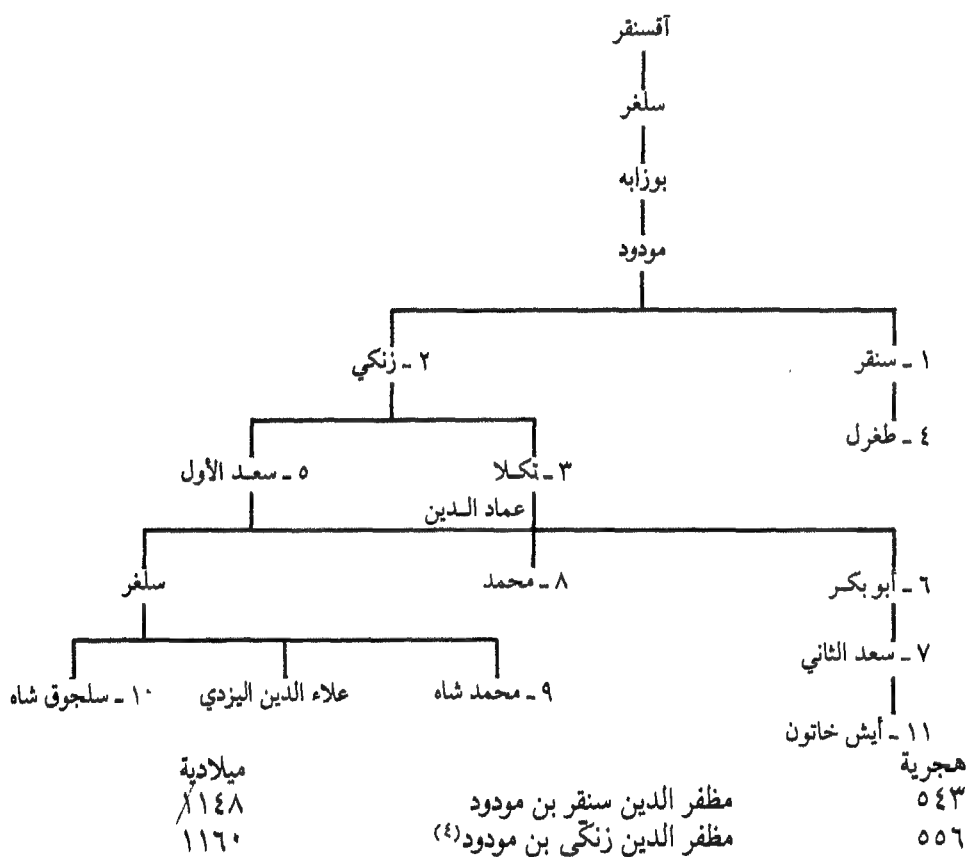 آقسنقر
سلغر
بوزابه
مودود
١ ـ سنقر ٢ ـ زنكي
٤ ـ طغرل
٣ ـ تكلا ٥ ـ سعد الأول
عماد الدين
٦ ـ أبو بكر ٨ ـ محمد سلغر
٧ ـ سعد الثاني
٩ ـ محمد شاه علاء الدين اليزدي ١٠ ـ سلجوق شاه
١١ ـ أيش خاتون
هجرية ميلادية
٥٤٣ مظفر الدين سنقر بن مودود ١١٤٨
٥٥٦ مظفر الدين زنكّى بن مودود(٤) ١١٦٠